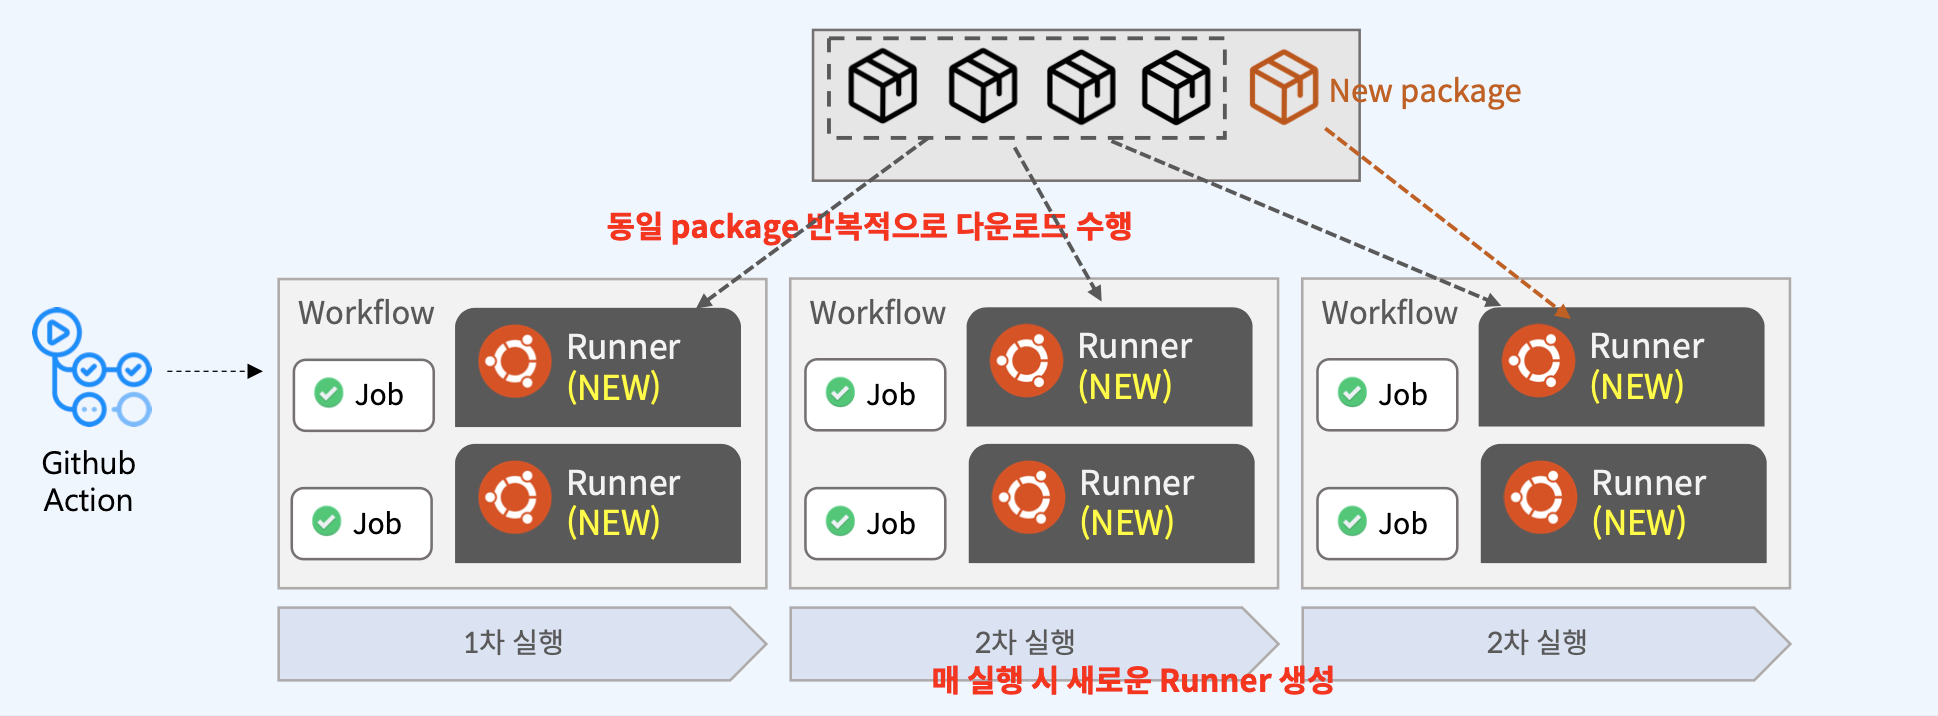 New package
동일 package 반복적으로 다운로드 수행
Github
Action
Workflow
Runner
(NEW)
Job
Runner
(NEW)
Job
Workflow
Runner
(NEW)
Job
Runner
(NEW)
Job
Workflow
Runner
(NEW)
Job
Runner
(NEW)
Job
1차 실행
2차 실행
2차 실행
매 실행 시 새로운 Runner 생성